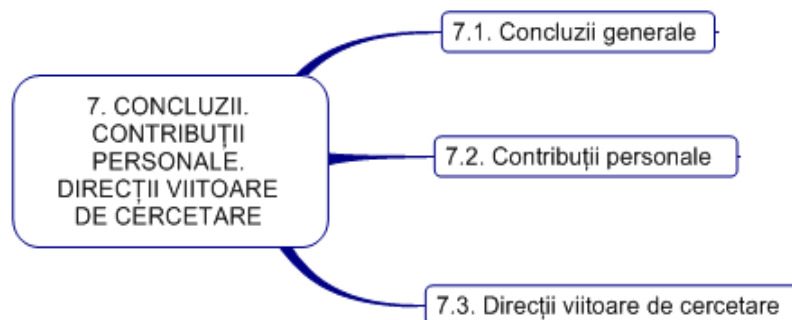 7. CONCLUZII.
CONTRIBUȚII
PERSONALE.
DIRECȚII VIITOARE
DE CERCETARE
7.1. Concluzii generale
7.2. Contribuții personale
7.3. Direcții viitoare de cercetare